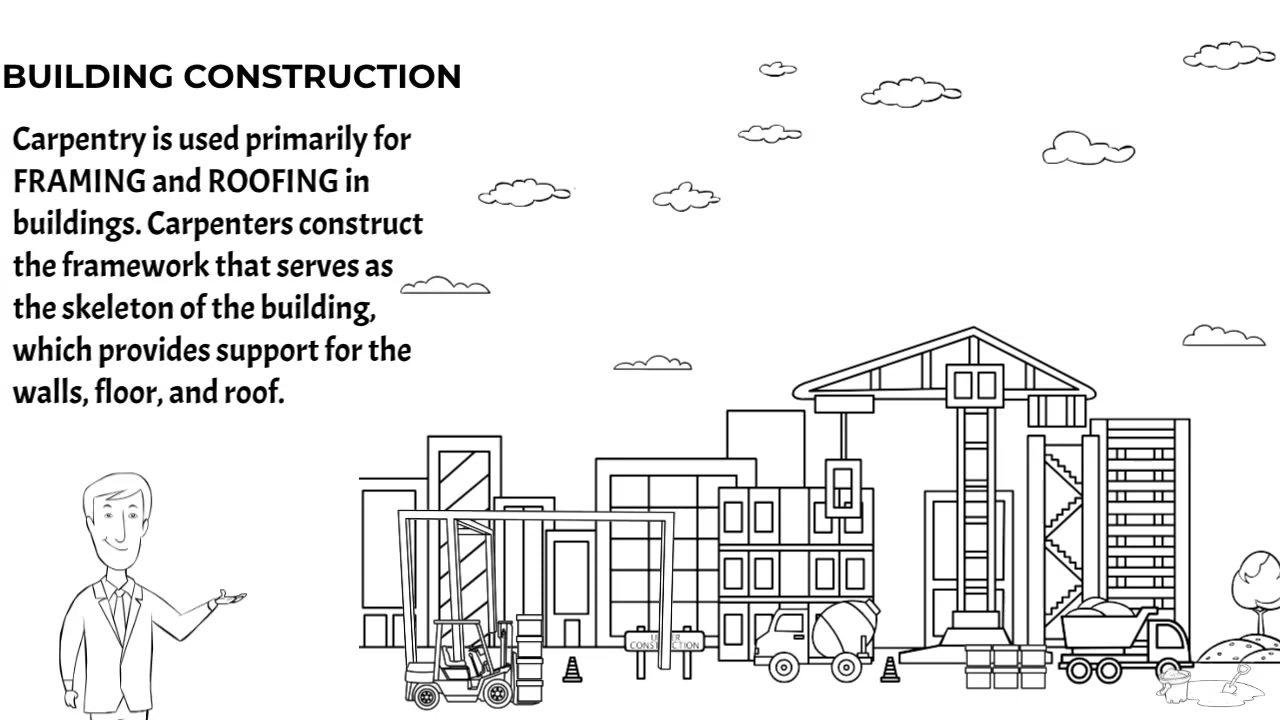 BUILDING CONSTRUCTION
Carpentry is used primarily for
FRAMING and ROOFING in
buildings. Carpenters construct
the framework that serves as
the skeleton of the building,
which provides support for the
walls, floor, and roof.